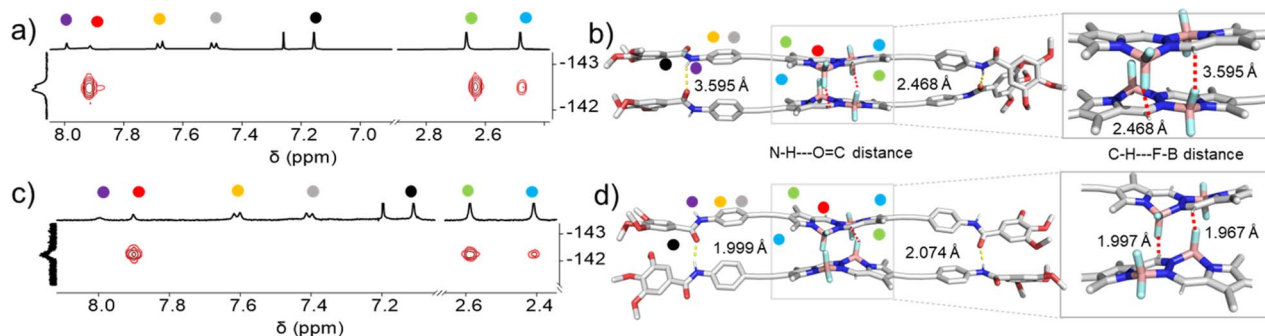 a)
-143
-142
8.0 7.8 7.6 7.4 7.2 7.0 2.8 2.6
δ (ppm)
b)
3.595 Å
2.468 Å
N-H---O=C distance
3.595 Å
2.468 Å
C-H---F-B distance
c)
-143
-142
8.0 7.8 7.6 7.4 7.2 2.6 2.4
δ (ppm)
d)
1.999 Å
2.074 Å
1.997 Å
1.967 Å